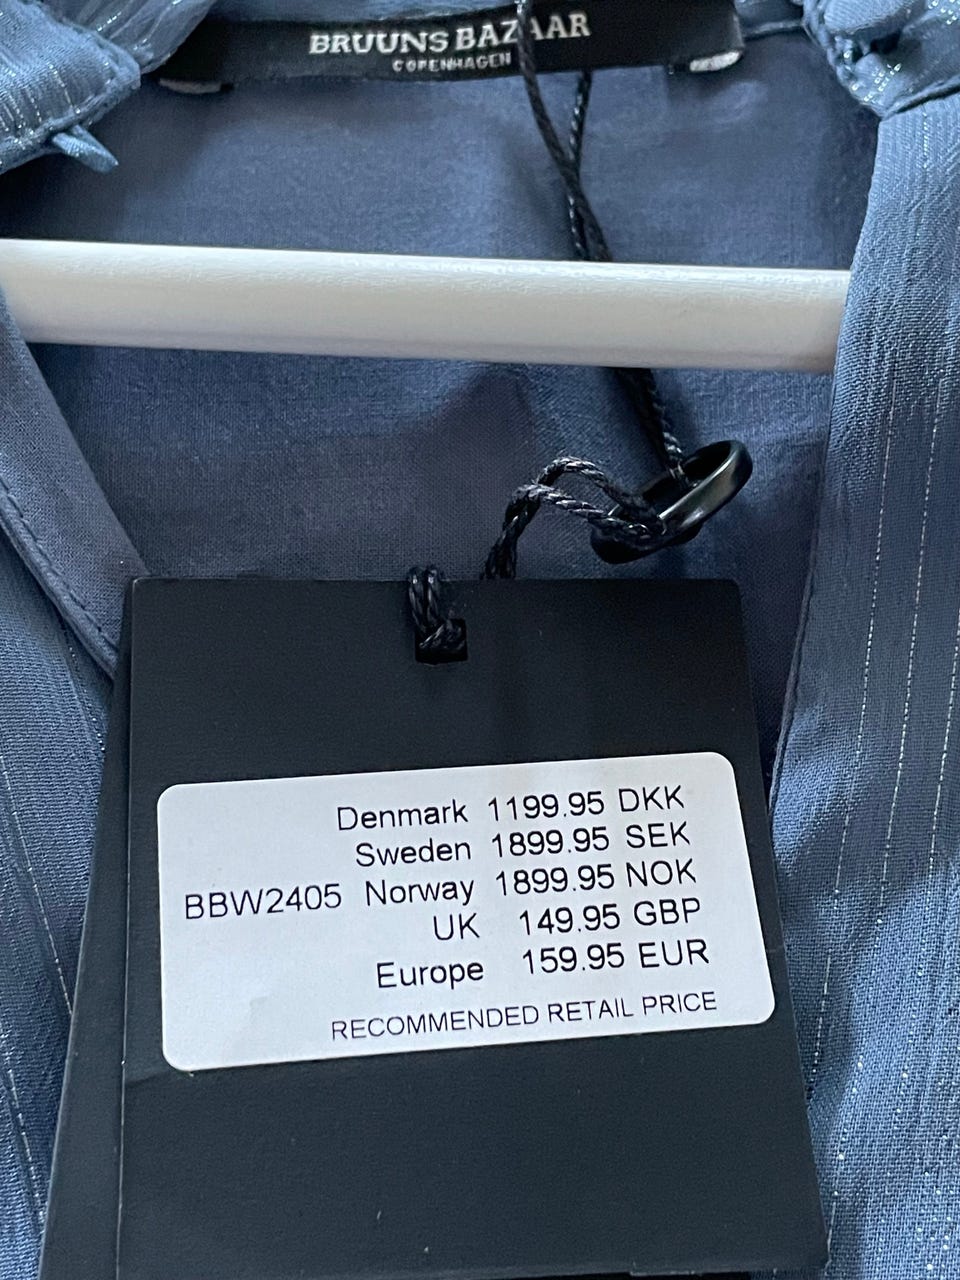 BRUUNS BAZAAR
COPENHAGEN
Denmark 1199.95 DKK
Sweden 1899.95 SEK
BBW2405 Norway 1899.95 NOK
UK 149.95 GBP
Europe 159.95 EUR
RECOMMENDED RETAIL PRICE